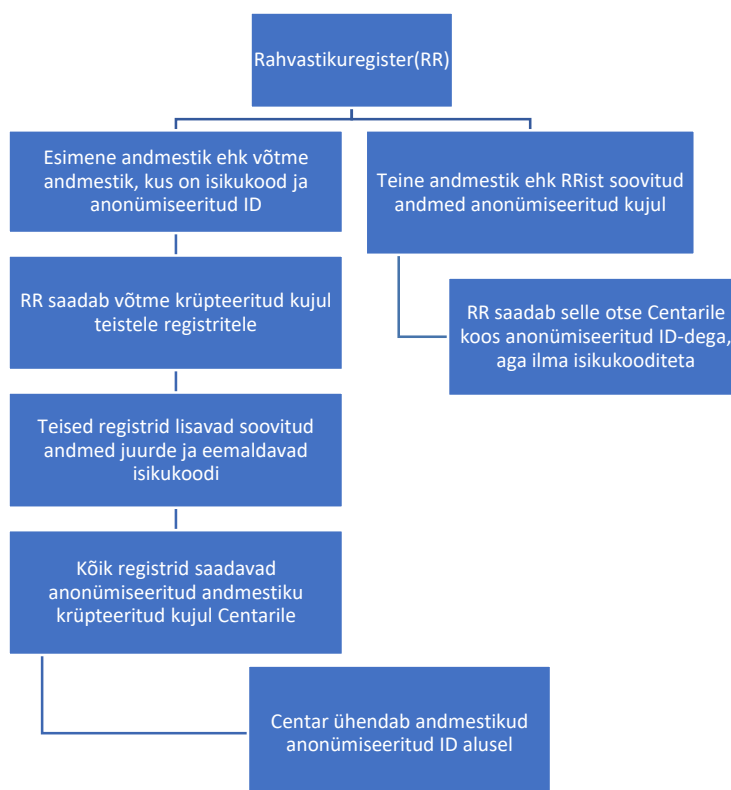 Rahvastikuregister(RR)
Esimene andmestik ehk võtme
andmestik, kus on isikukood ja
anonümiseeritud ID
Teine andmestik ehk RRist soovitud
andmed anonümiseeritud kujul
RR saadab võtme krüpteeritud kujul
teistele registritele
RR saadab selle otse Centarile
koos anonümiseeritud ID-dega,
aga ilma isikukooditeta
Teised registrid lisavad soovitud
andmed juurde ja eemaldavad
isikukoodi
Kõik registrid saadavad
anonümiseeritud andmestiku
krüpteeritud kujul Centarile
Centar ühendab andmestikud
anonümiseeritud ID alusel